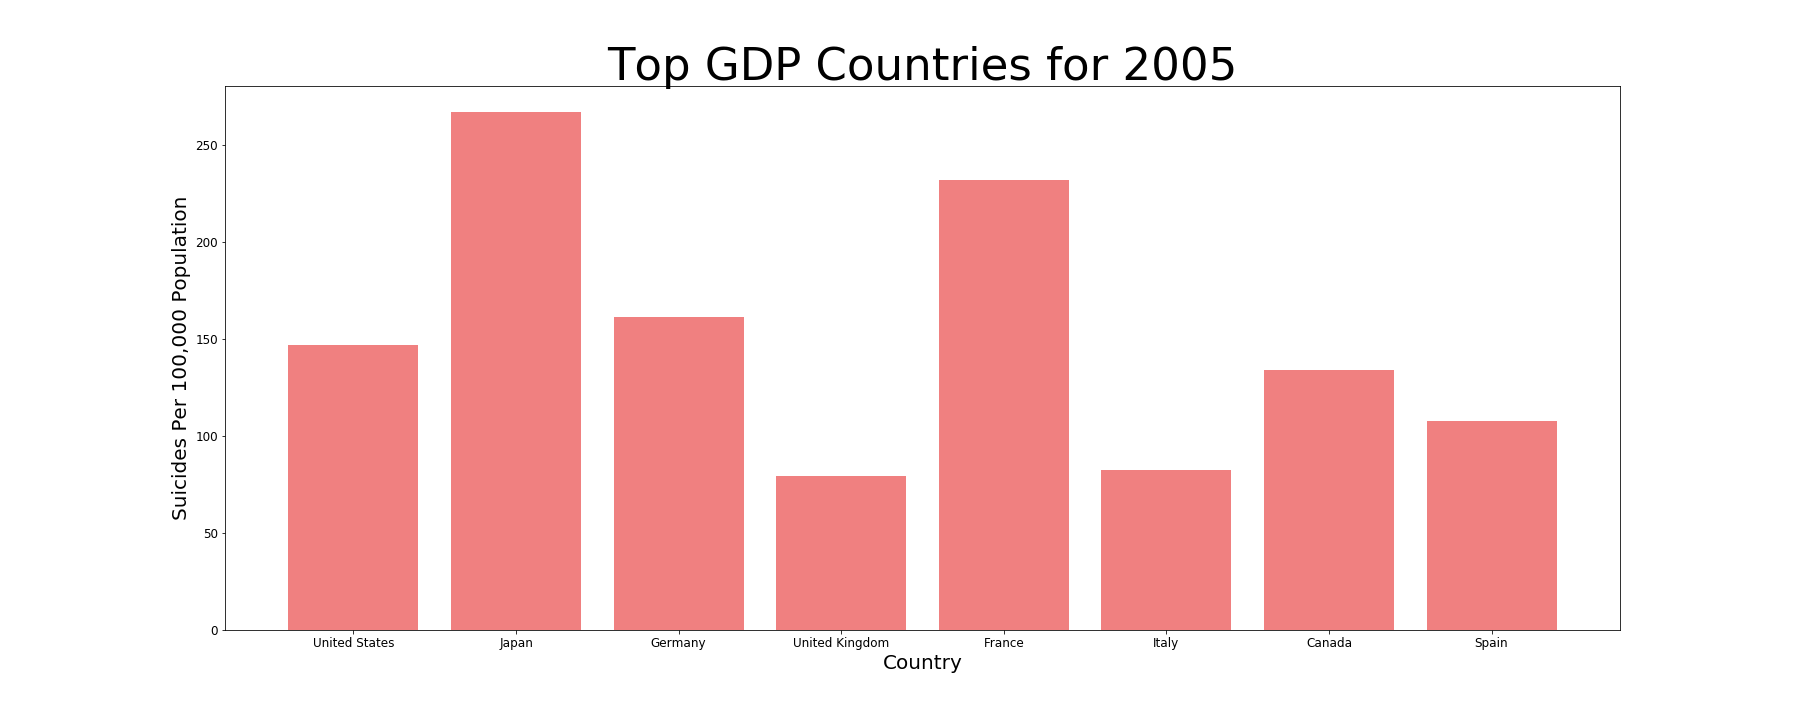 Top GDP Countries for 2005
Suicides Per 100,000 Population
250
200
150
100
50
0
United States Japan Germany United Kingdom France Italy Canada Spain
Country